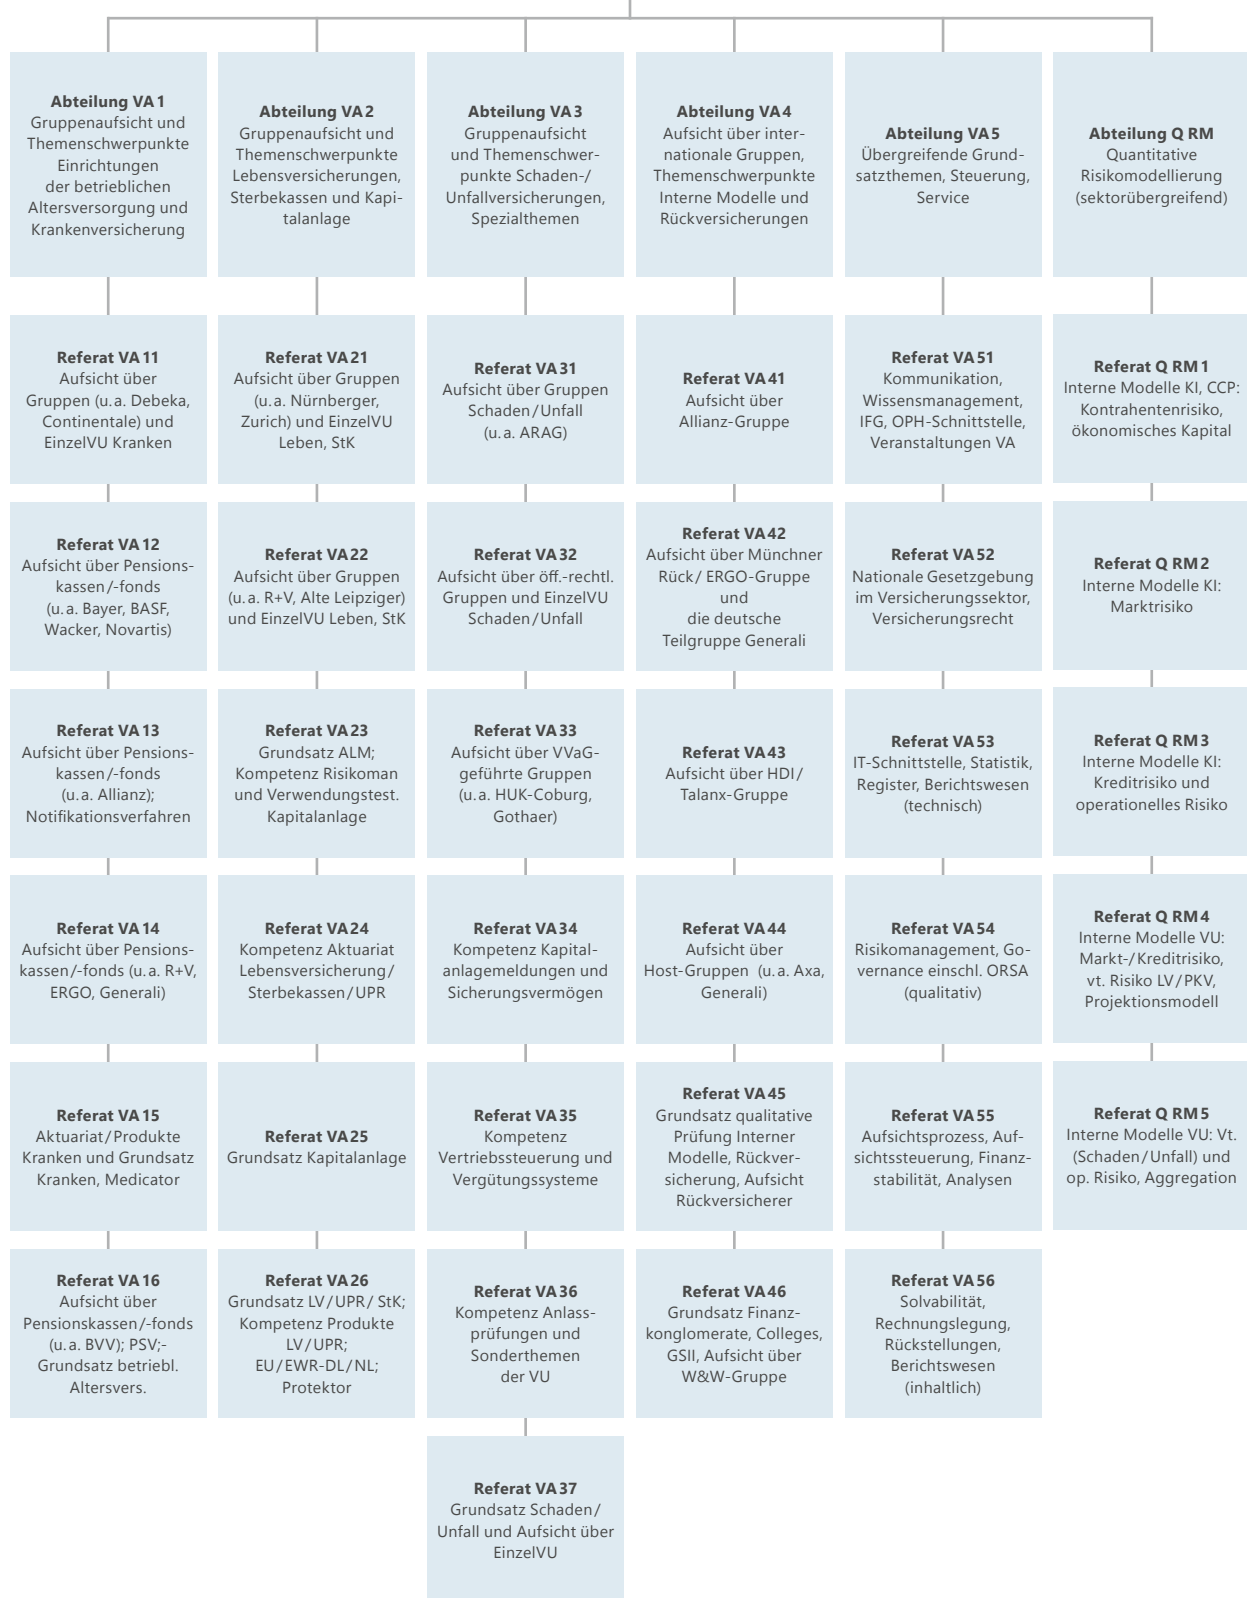 Abteilung VA 1
Gruppenaufsicht und
Themenschwerpunkte
Einrichtungen
der betrieblichen
Altersversorgung und
Krankenversicherung
Abteilung VA 2
Gruppenaufsicht und
Themenschwerpunkte
Lebensversicherungen,
Sterbekassen und Kapi-
talanlage
Abteilung VA 3
Gruppenaufsicht
und Themenschwer-
punkte Schaden-/
Unfallversicherungen,
Spezialthemen
Abteilung VA 4
Aufsicht über inter-
nationale Gruppen,
Themenschwerpunkte
Interne Modelle und
Rückversicherungen
Abteilung VA 5
Übergreifende Grund-
satzthemen, Steuerung,
Service
Abteilung Q RM
Quantitative
Risikomodellierung
(sektorübergreifend)
Referat VA 11
Aufsicht über
Gruppen (u. a. Debeka,
Continentale) und
EinzelVU Kranken
Referat VA 21
Aufsicht über Gruppen
(u. a. Nürnberger,
Zurich) und EinzelVU
Leben, StK
Referat VA 31
Aufsicht über Gruppen
Schaden/Unfall
(u. a. ARAG)
Referat VA 41
Aufsicht über
Allianz-Gruppe
Referat VA 51
Kommunikation,
Wissensmanagement,
IFG, OPH-Schnittstelle,
Veranstaltungen VA
Referat Q RM 1
Interne Modelle KI, CCP:
Kontrahentenrisiko,
ökonomisches Kapital
Referat VA 12
Aufsicht über Pensions-
kassen/-fonds
(u. a. Bayer, BASF,
Wacker, Novartis)
Referat VA 22
Aufsicht über Gruppen
(u. a. R+V, Alte Leipziger)
und EinzelVU Leben, StK
Referat VA 32
Aufsicht über öff.-rechtl.
Gruppen und EinzelVU
Schaden/Unfall
Referat VA 42
Aufsicht über Münchner
Rück/ ERGO-Gruppe
und
die deutsche
Teilgruppe Generali
Referat VA 52
Nationale Gesetzgebung
im Versicherungssektor,
Versicherungsrecht
Referat Q RM 2
Interne Modelle KI:
Marktrisiko
Referat VA 13
Aufsicht über Pensions-
kassen/-fonds
(u. a. Allianz);
Notifikationsverfahren
Referat VA 23
Grundsatz ALM;
Kompetenz Risikoman
und Verwendungstest.
Kapitalanlage
Referat VA 33
Aufsicht über VVaG-
geführte Gruppen
(u. a. HUK-Coburg,
Gothaer)
Referat VA 43
Aufsicht über HDI/
Talanx-Gruppe
Referat VA 53
IT-Schnittstelle, Statistik,
Register, Berichtswesen
(technisch)
Referat Q RM 3
Interne Modelle KI:
Kreditrisiko und
operationelles Risiko
Referat VA 14
Aufsicht über Pensions-
kassen/-fonds (u. a. R+V,
ERGO, Generali)
Referat VA 24
Kompetenz Aktuariat
Lebensversicherung/
Sterbekassen/UPR
Referat VA 34
Kompetenz Kapital-
anlagemeldungen und
Sicherungsvermögen
Referat VA 44
Aufsicht über
Host-Gruppen (u. a. Axa,
Generali)
Referat VA 54
Risikomanagement, Go-
vernance einschl. ORSA
(qualitativ)
Referat Q RM 4
Interne Modelle VU:
Markt-/Kreditrisiko,
vt. Risiko LV/PKV,
Projektionsmodell
Referat VA 15
Aktuariat/Produkte
Kranken und Grundsatz
Kranken, Medicator
Referat VA 25
Grundsatz Kapitalanlage
Referat VA 35
Kompetenz
Vertriebssteuerung und
Vergütungssysteme
Referat VA 45
Grundsatz qualitative
Prüfung Interner
Modelle, Rückver-
sicherung, Aufsicht
Rückversicherer
Referat VA 55
Aufsichtsprozess, Auf-
sichtssteuerung, Finanz-
stabilität, Analysen
Referat Q RM 5
Interne Modelle VU: Vt.
(Schaden/Unfall) und
op. Risiko, Aggregation
Referat VA 16
Aufsicht über
Pensionskassen/-fonds
(u. a. BVV); PSV;-
Grundsatz betriebl.
Altersvers.
Referat VA 26
Grundsatz LV/UPR/ StK;
Kompetenz Produkte
LV/UPR;
EU/EWR-DL/NL;
Protektor
Referat VA 36
Kompetenz Anlass-
prüfungen und
Sonderthemen
der VU
Referat VA 46
Grundsatz Finanz-
konglomerate, Colleges,
GSII, Aufsicht über
W&W-Gruppe
Referat VA 56
Solvabilität,
Rechnungslegung,
Rückstellungen,
Berichtswesen
(inhaltlich)
Referat VA 37
Grundsatz Schaden/
Unfall und Aufsicht über
EinzelVU